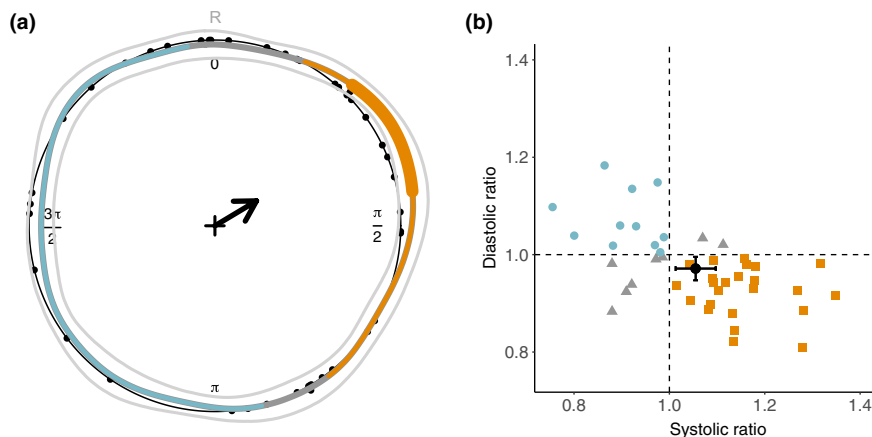 (a)
R
0
π
2
π
3π
2
(b)
Diastolic ratio
1.4
1.2
1.0
0.8
0.8
1.0
1.2
1.4
Systolic ratio